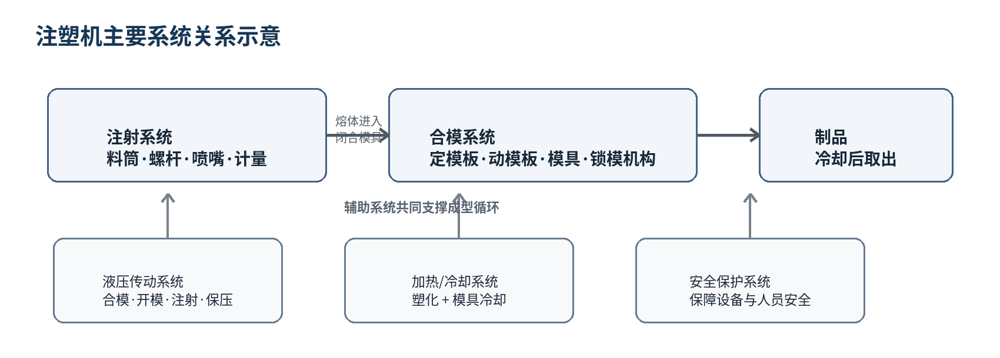 注塑机主要系统关系示意
注射系统
料筒·螺杆·喷嘴·计量
熔体进入
闭合模具
合模系统
定模板·动模板·模具·锁模机构
制品
冷却后取出
辅助系统共同支撑成型循环
液压传动系统
合模·开模·注射·保压
加热/冷却系统
塑化 + 模具冷却
安全保护系统
保障设备与人员安全